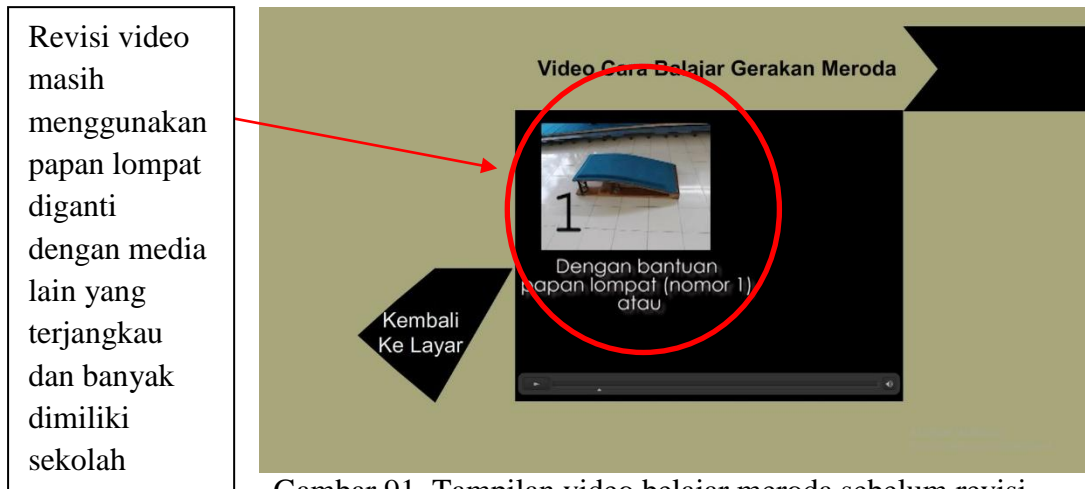 Revisi video
masih
menggunakan
papan lompat
diganti
dengan media
lain yang
terjangkau
dan banyak
dimiliki
sekolah
Video Cara Belajar Gerakan Meroda
1
Dengan bantuan
papan lompat (nomor 1)
atau
Kembali
Ke Layar
Gambar 91. Tampilan video belajar meroda sebelum revisi